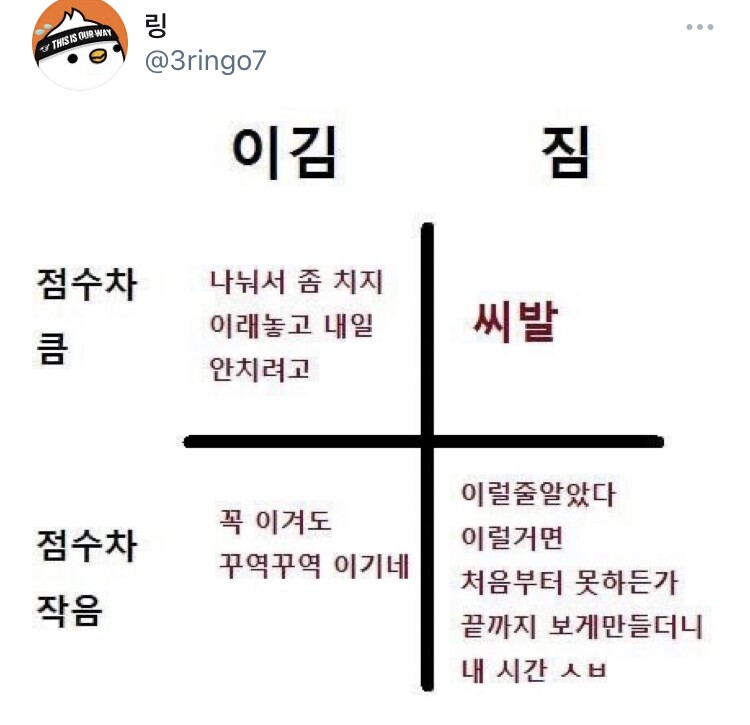 링
THIS IS OUR WAY
@3ringo7
이김
짐
점수차
큼
나눠서 좀 치지
이래놓고 내일
안치려고
씨발
점수차
작음
꼭 이겨도
꾸역꾸역 이기네
이럴줄알았다
이럴거면
처음부터 못하든가
끝까지 보게만들더니
내 시간 ㅅㅂ